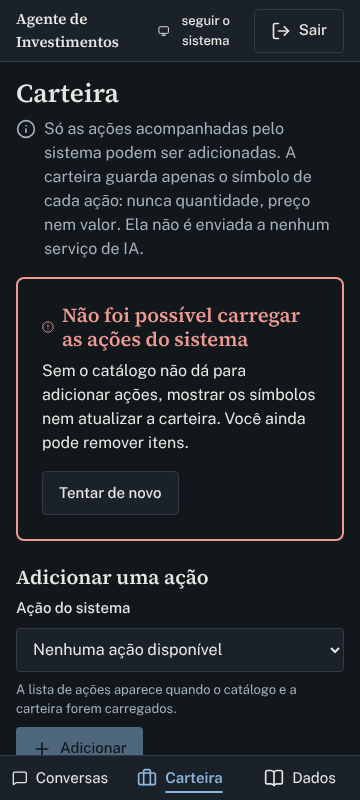 Agente de
Investimentos
seguir o
sistema
Sair
Carteira
Só as ações acompanhadas pelo
sistema podem ser adicionadas. A
carteira guarda apenas o símbolo de
cada ação: nunca quantidade, preço
nem valor. Ela não é enviada a nenhum
serviço de IA.
Não foi possível carregar
as ações do sistema
Sem o catálogo não dá para
adicionar ações, mostrar os símbolos
nem atualizar a carteira. Você ainda
pode remover itens.
Tentar de novo
Adicionar uma ação
Ação do sistema
Nenhuma ação disponível
A lista de ações aparece quando o catálogo e a
carteira forem carregados.
Adicionar
Conversas
Carteira
Dados